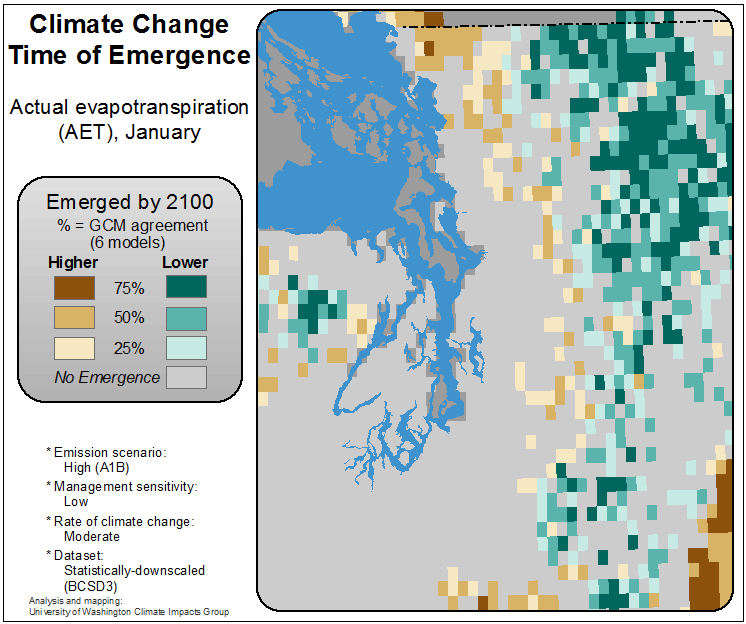 Climate Change
Time of Emergence
Actual evapotranspiration
(AET), January
Emerged by 2100
% = GCM agreement
(6 models)
Higher Lower
75%
50%
25%
No Emergence
* Emission scenario:
High (A1B)
* Management sensitivity:
Low
* Rate of climate change:
Moderate
* Dataset:
Statistically-downscaled
(BCSD3)
Analysis and mapping:
University of Washington Climate Impacts Group